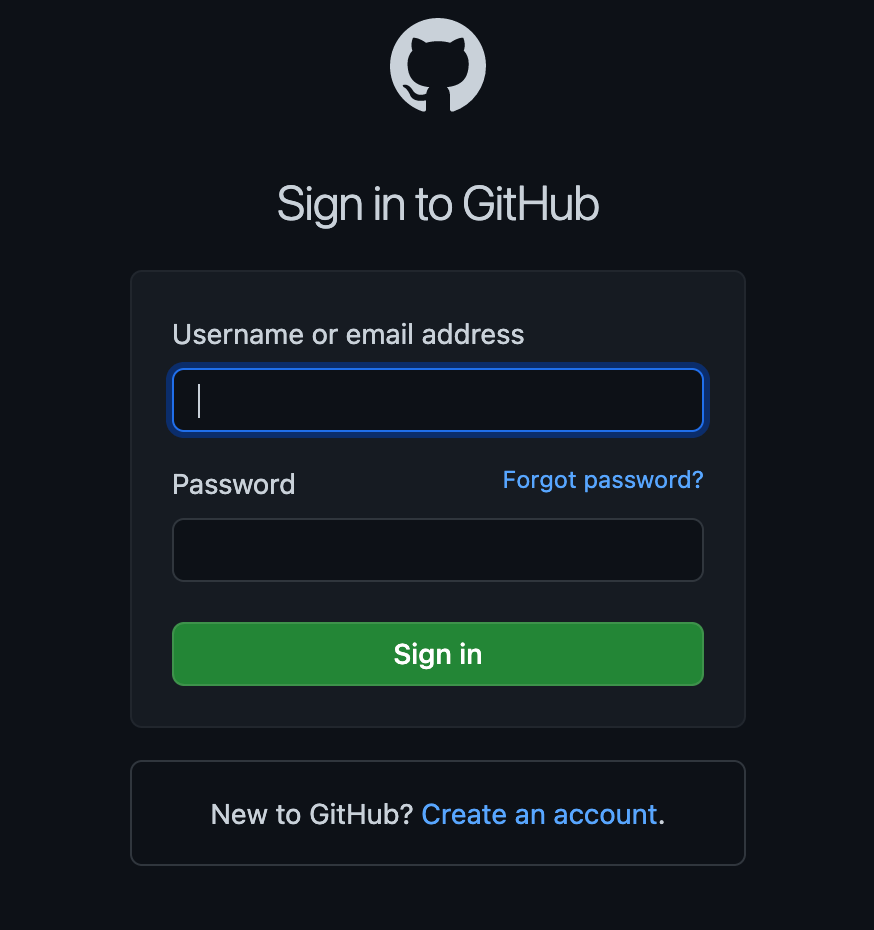 Sign in to GitHub
Username or email address
Password
Forgot password?
Sign in
New to GitHub? Create an account.